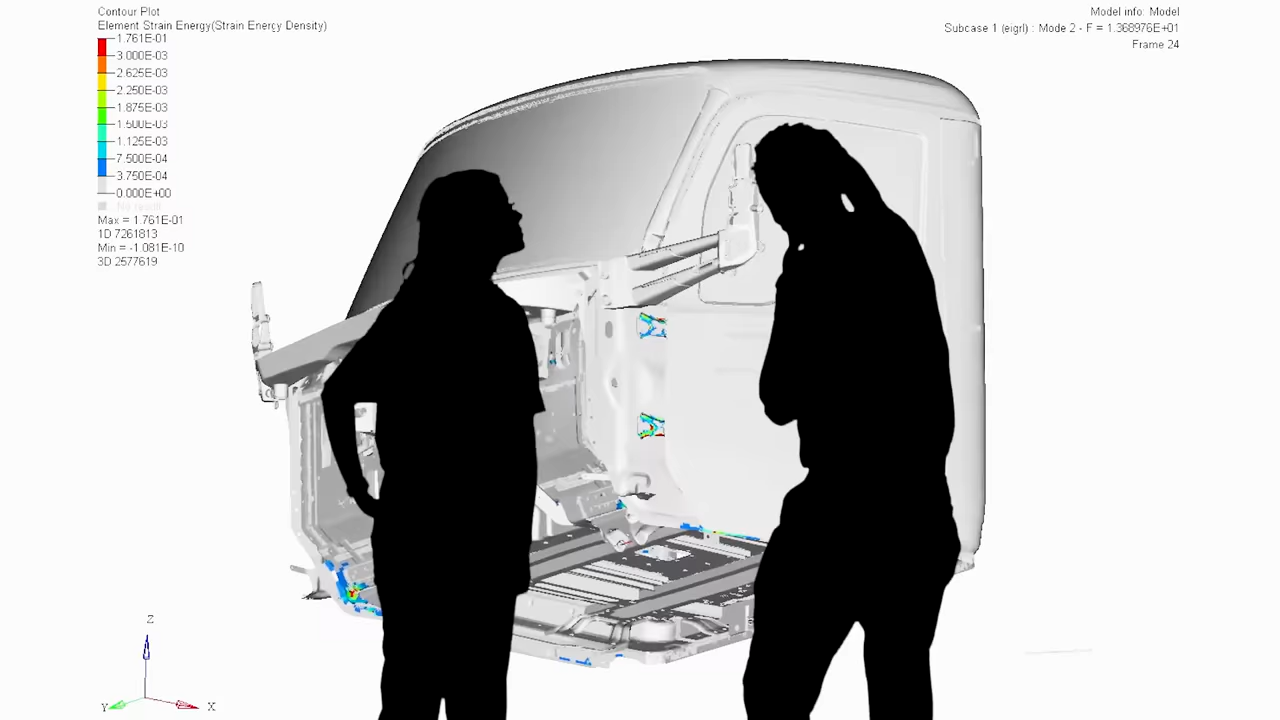 Contour Plot
Element Strain Energy(Strain Energy Density)
1.761E-01
3.000E-03
2.625E-03
2.250E-03
1.875E-03
1.500E-03
1.125E-03
7.500E-04
3.750E-04
0.000E+00
No result
Max = 1.761E-01
1D 7261813
Min = -1.081E-10
3D 2577619
Model info: Model
Subcase 1 (eigrl) : Mode 2 - F = 1.368976E+01
Frame 24
Z
Y
X